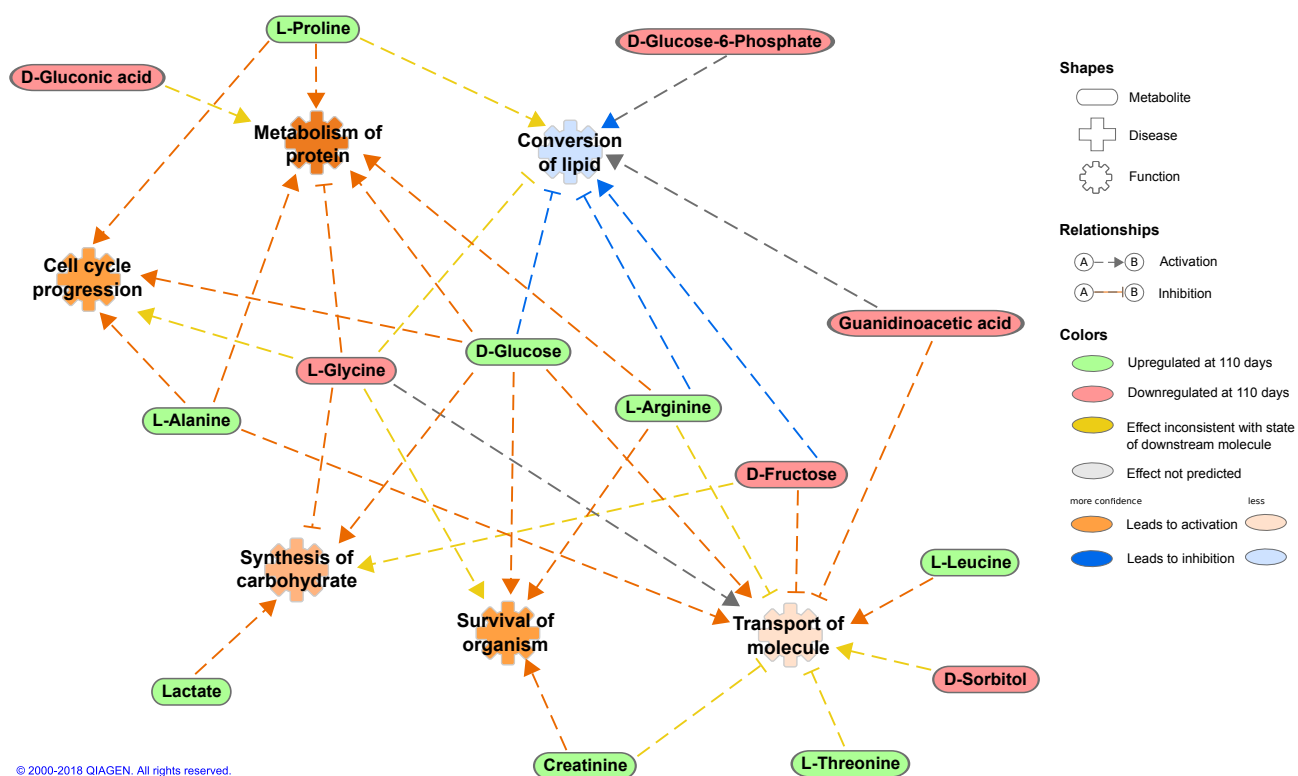 L-Proline
D-Glucose-6-Phosphate
D-Gluconic acid
Metabolism of
protein
Conversion
of lipid
Cell cycle
progression
Guanidinoacetic acid
D-Glucose
L-Glycine
L-Alanine
L-Arginine
D-Fructose
Synthesis of
carbohydrate
L-Leucine
Survival of
organism
Transport of
molecule
Lactate
D-Sorbitol
Creatinine
L-Threonine
© 2000-2018 QIAGEN. All rights reserved.
Shapes
Metabolite
Disease
Function
Relationships
A B Activation
A B Inhibition
Colors
Upregulated at 110 days
Downregulated at 110 days
Effect inconsistent with state
of downstream molecule
Effect not predicted
more confidence less
Leads to activation
Leads to inhibition